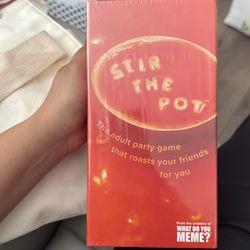 STIR
THE
POT
The adult party game
that roasts your friends
for you
From the creators of
WHAT DO YOU
MEME?